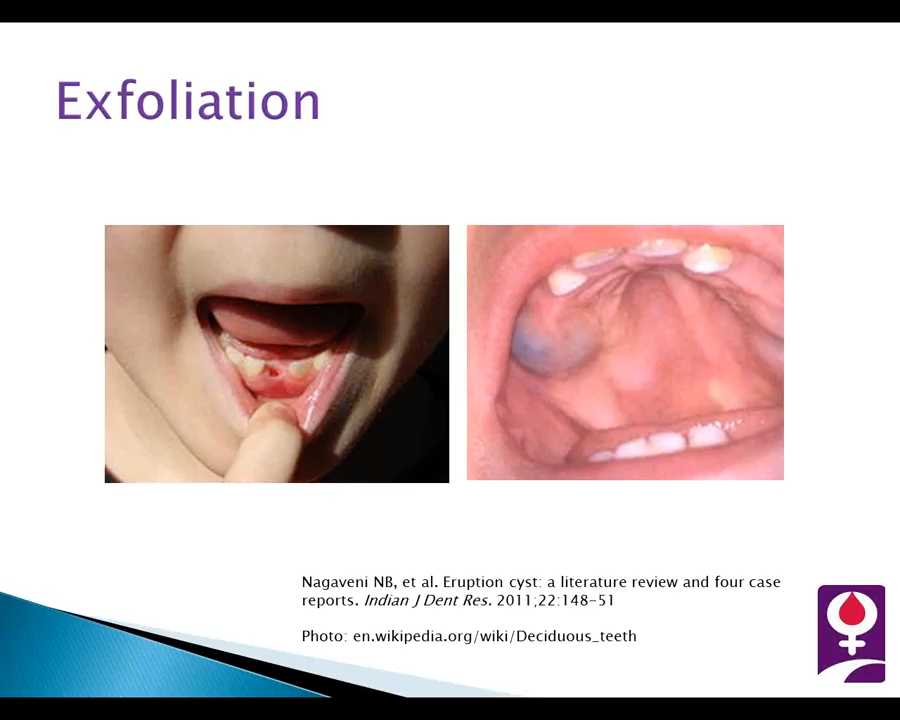 Exfoliation
Nagaveni NB, et al. Eruption cyst: a literature review and four case
reports. Indian J Dent Res. 2011;22:148-51
Photo: en.wikipedia.org/wiki/Deciduous_teeth